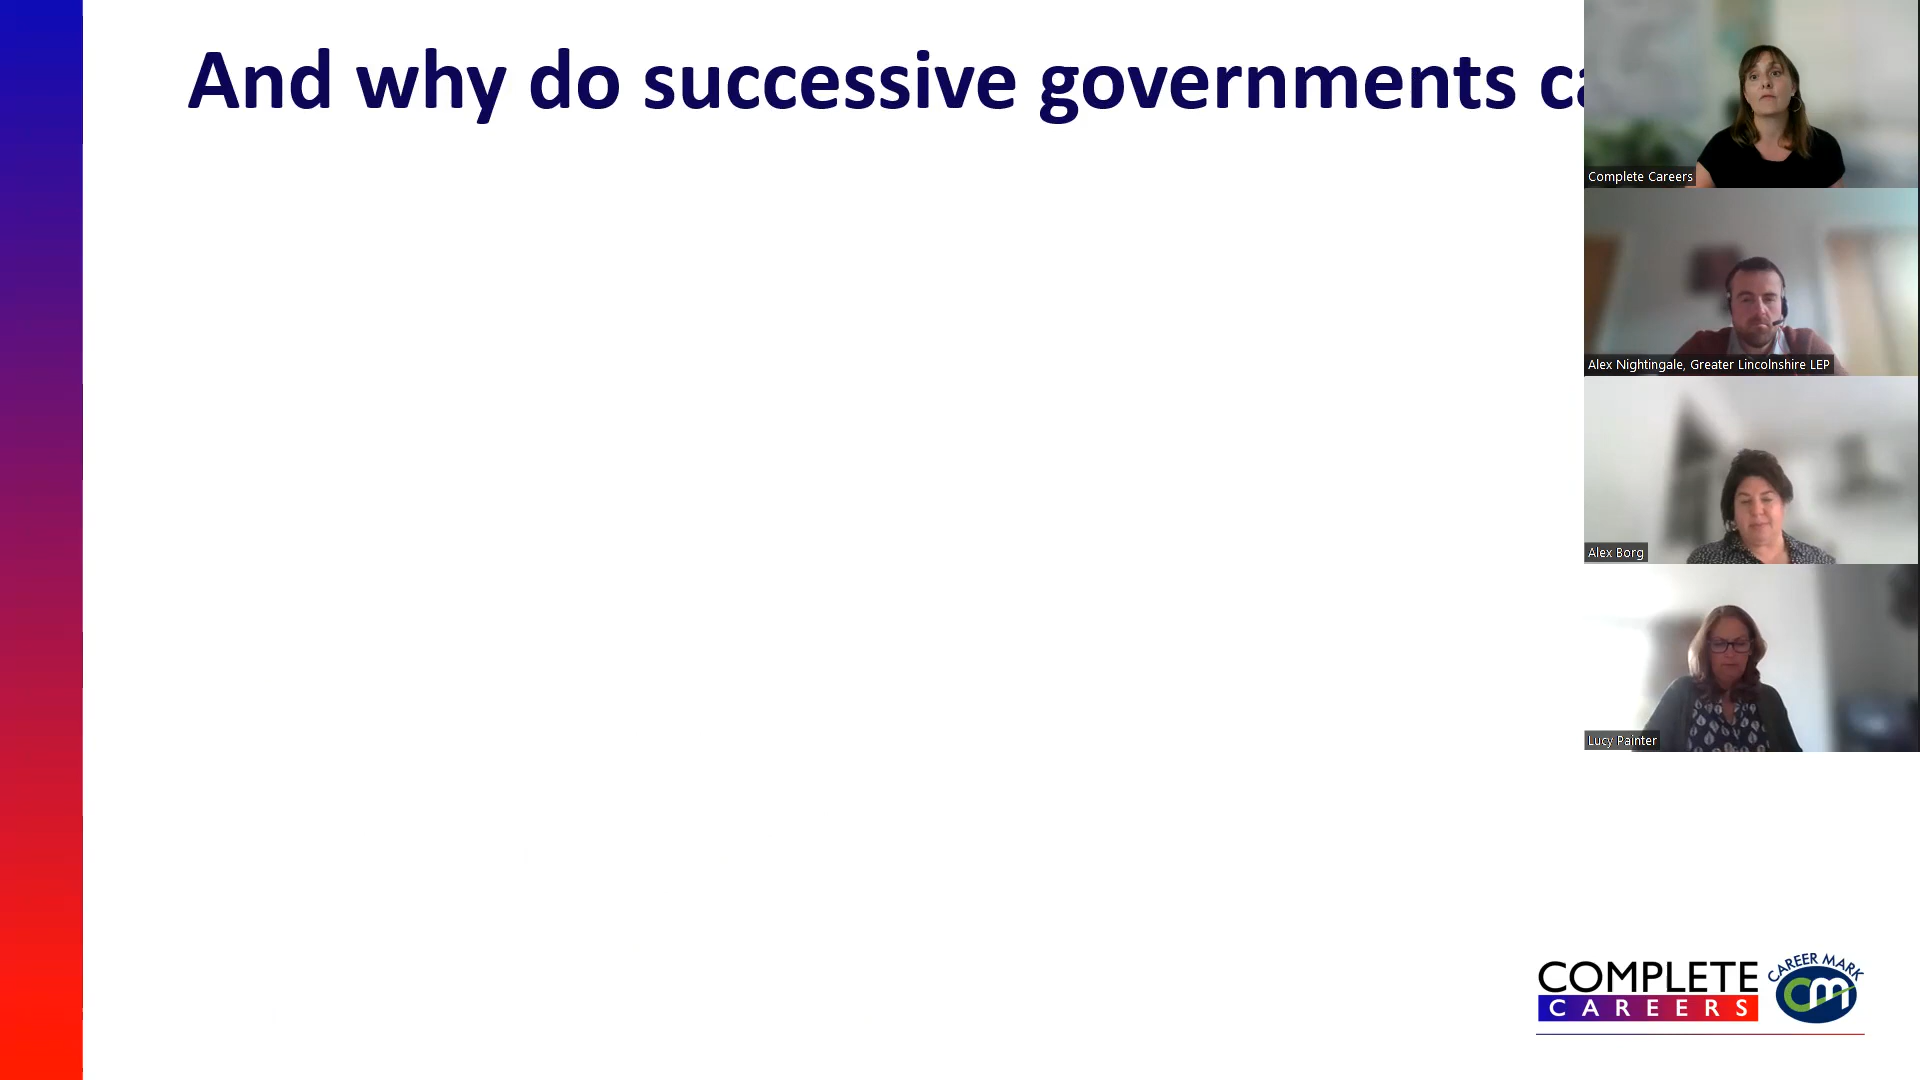 And why do successive governments ca
Complete Careers
Alex Nightingale, Greater Lincolnshire LEP
Alex Borg
Lucy Painter
COMPLETE
CAREERS
CAREER MARK
cm